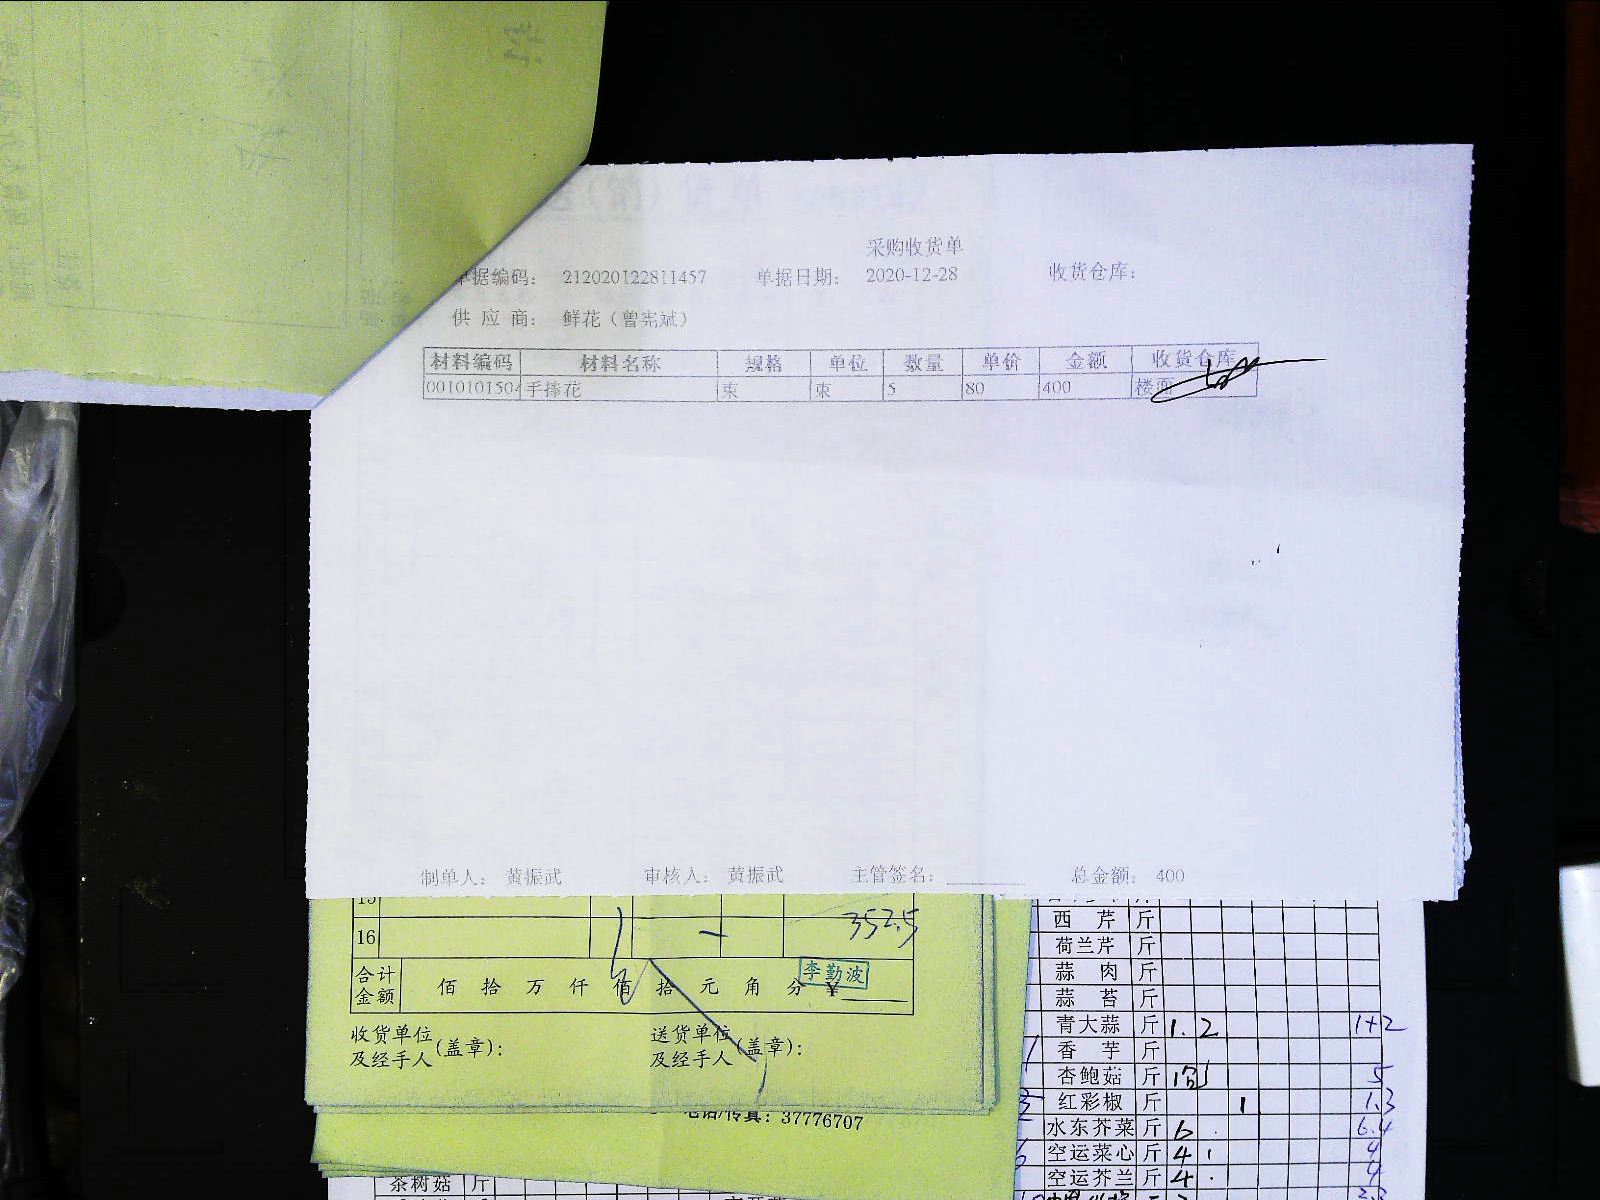 采购收货单
单据编码： 212020122811457 单据日期： 2020-12-28 收货仓库：
供 应 商： 鲜花（曾宪斌）
材料编码 材料名称 规格 单位 数量 单价 金额 收货仓库
001010150 手捧花 束 束 5 80 400 楼面
制单人： 黄振武 审核人： 黄振武 主管签名： 总金额： 400
15
16 352.5
合计金额 佰 拾 万 仟 佰 拾 元 角 分 ¥
李勤波
收货单位及经手人(盖章)：
送货单位及经手人(盖章)：
电话/传真：37776707
茶树菇 斤
西 芹 斤
荷兰芹 斤
蒜 肉 斤
蒜 苔 斤
青大蒜 斤 1.2 1+2
香 芋 斤
杏鲍菇 斤 5
红彩椒 斤 1 1.3
水东芥菜 斤 6 6.4
空运菜心 斤 4 4
空运芥兰 斤 4 4